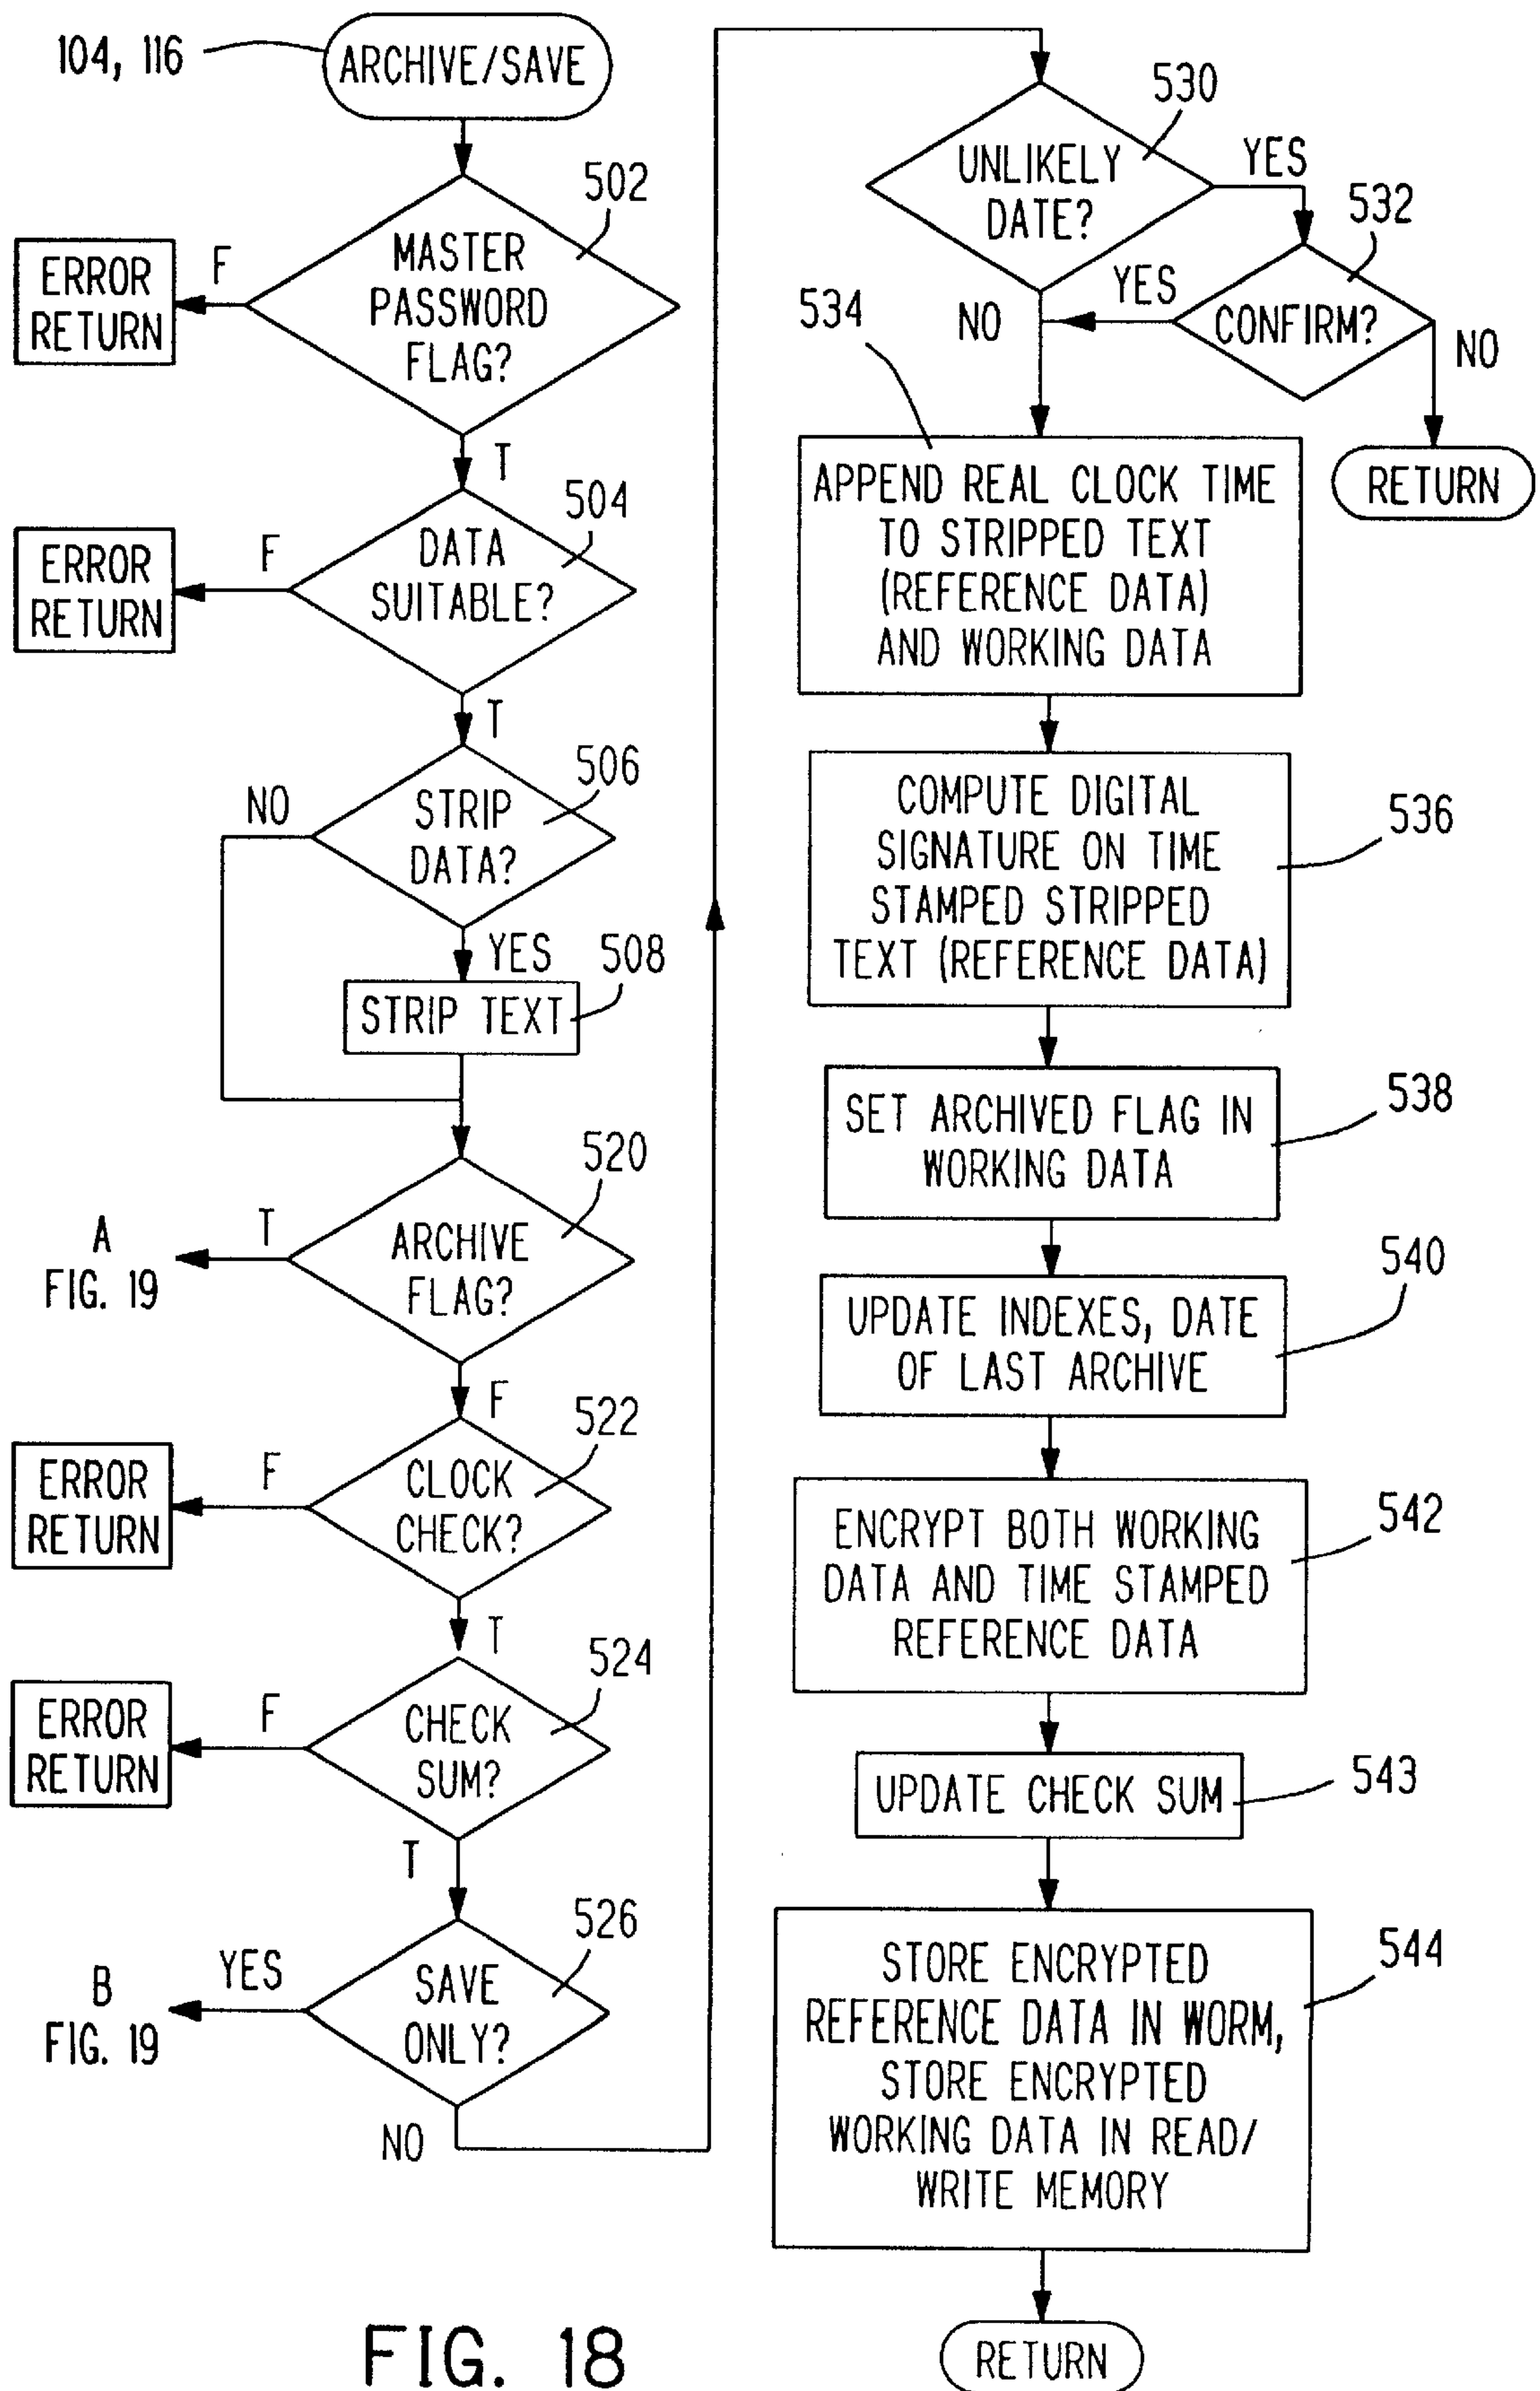 104, 116
ARCHIVE/SAVE
502
MASTER
PASSWORD
FLAG?
F
ERROR
RETURN
T
504
DATA
SUITABLE?
F
ERROR
RETURN
T
506
STRIP
DATA?
NO
YES
508
STRIP TEXT
520
ARCHIVE
FLAG?
T
A
FIG. 19
F
522
CLOCK
CHECK?
F
ERROR
RETURN
T
524
CHECK
SUM?
F
ERROR
RETURN
T
526
SAVE
ONLY?
YES
B
FIG. 19
NO
530
UNLIKELY
DATE?
YES
532
CONFIRM?
YES
NO
NO
RETURN
534
APPEND REAL CLOCK TIME
TO STRIPPED TEXT
(REFERENCE DATA)
AND WORKING DATA
536
COMPUTE DIGITAL
SIGNATURE ON TIME
STAMPED STRIPPED
TEXT (REFERENCE DATA)
538
SET ARCHIVED FLAG IN
WORKING DATA
540
UPDATE INDEXES, DATE
OF LAST ARCHIVE
542
ENCRYPT BOTH WORKING
DATA AND TIME STAMPED
REFERENCE DATA
543
UPDATE CHECK SUM
544
STORE ENCRYPTED
REFERENCE DATA IN WORM,
STORE ENCRYPTED
WORKING DATA IN READ/
WRITE MEMORY
RETURN
FIG. 18